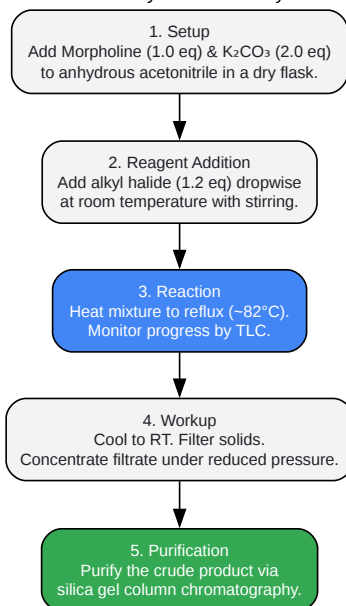 1. Setup
Add Morpholine (1.0 eq) & K₂CO₃ (2.0 eq)
to anhydrous acetonitrile in a dry flask.
2. Reagent Addition
Add alkyl halide (1.2 eq) dropwise
at room temperature with stirring.
3. Reaction
Heat mixture to reflux (~82°C).
Monitor progress by TLC.
4. Workup
Cool to RT. Filter solids.
Concentrate filtrate under reduced pressure.
5. Purification
Purify the crude product via
silica gel column chromatography.